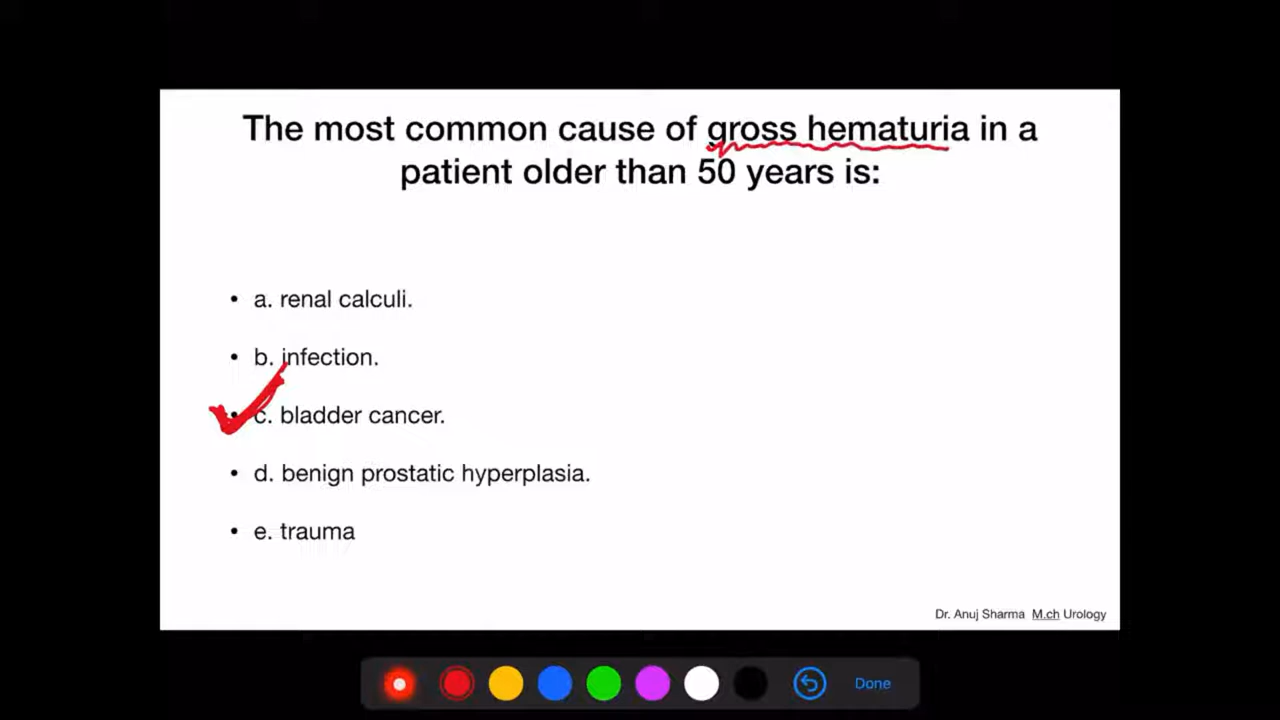 The most common cause of gross hematuria in a
patient older than 50 years is:
• a. renal calculi.
• b. infection.
• c. bladder cancer.
• d. benign prostatic hyperplasia.
• e. trauma
Dr. Anuj Sharma M.ch Urology
Done